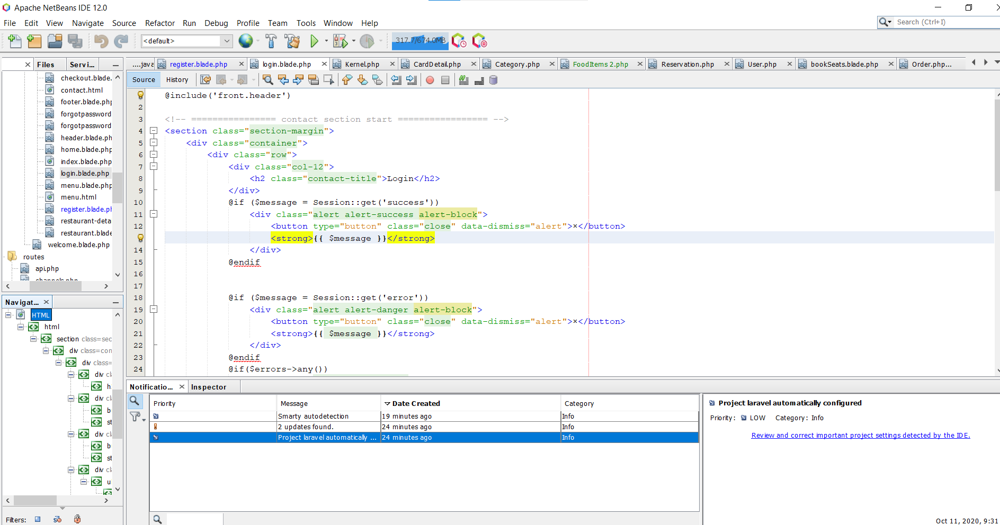 Apache NetBeans IDE 12.0
File Edit View Navigate Source Refactor Run Debug Profile Team Tools Window Help
Search (Ctrl+I)
<default>
317.7/674.0MB
Files Servi...
....java register.blade.php login.blade.php Kernel.php CardDetail.php Category.php FoodItems 2.php Reservation.php User.php bookSeats.blade.php Order.php...
Source History
checkout.blade.
contact.html
footer.blade.php
forgotpassword
forgotpassword
header.blade.ph
home.blade.php
index.blade.php
login.blade.php
menu.blade.php
menu.html
register.blade.ph
restaurant-deta
restaurant.blade
welcome.blade.php
routes
api.php
channels.php
@include('front.header')
2
3 <!-- ================ contact section start ================= -->
4 <section class="section-margin">
5 <div class="container">
6 <div class="row">
7 <div class="col-12">
8 <h2 class="contact-title">Login</h2>
9 </div>
10 @if ($message = Session::get('success'))
11 <div class="alert alert-success alert-block">
12 <button type="button" class="close" data-dismiss="alert">×</button>
<strong>{{ $message }}</strong>
14 </div>
15 @endif
16
17
18 @if ($message = Session::get('error'))
19 <div class="alert alert-danger alert-block">
20 <button type="button" class="close" data-dismiss="alert">×</button>
21 <strong>{{ $message }}</strong>
22 </div>
23 @endif
24 @if($errors->any())
Navigat...
HTML
html
section class=sec
div class=con
div class=
div cl
h
div cl
b
st
div cl
b
st
div cl
u
Filters:
Notificatio... Inspector
Priority Message Date Created Category
Smarty autodetection 19 minutes ago Info
2 updates found. 24 minutes ago Info
Project laravel automatically ... 24 minutes ago Info
Project laravel automatically configured
Priority: LOW Category: Info
Review and correct important project settings detected by the IDE.
Oct 11, 2020, 9:31